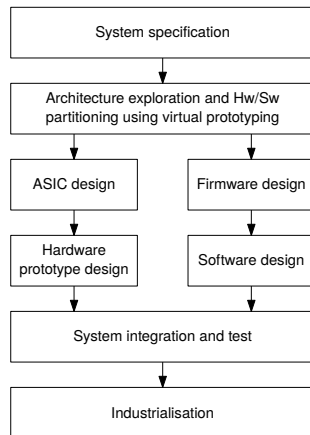 System specification
Architecture exploration and Hw/Sw
partitioning using virtual prototyping
ASIC design
Firmware design
Hardware
prototype design
Software design
System integration and test
Industrialisation